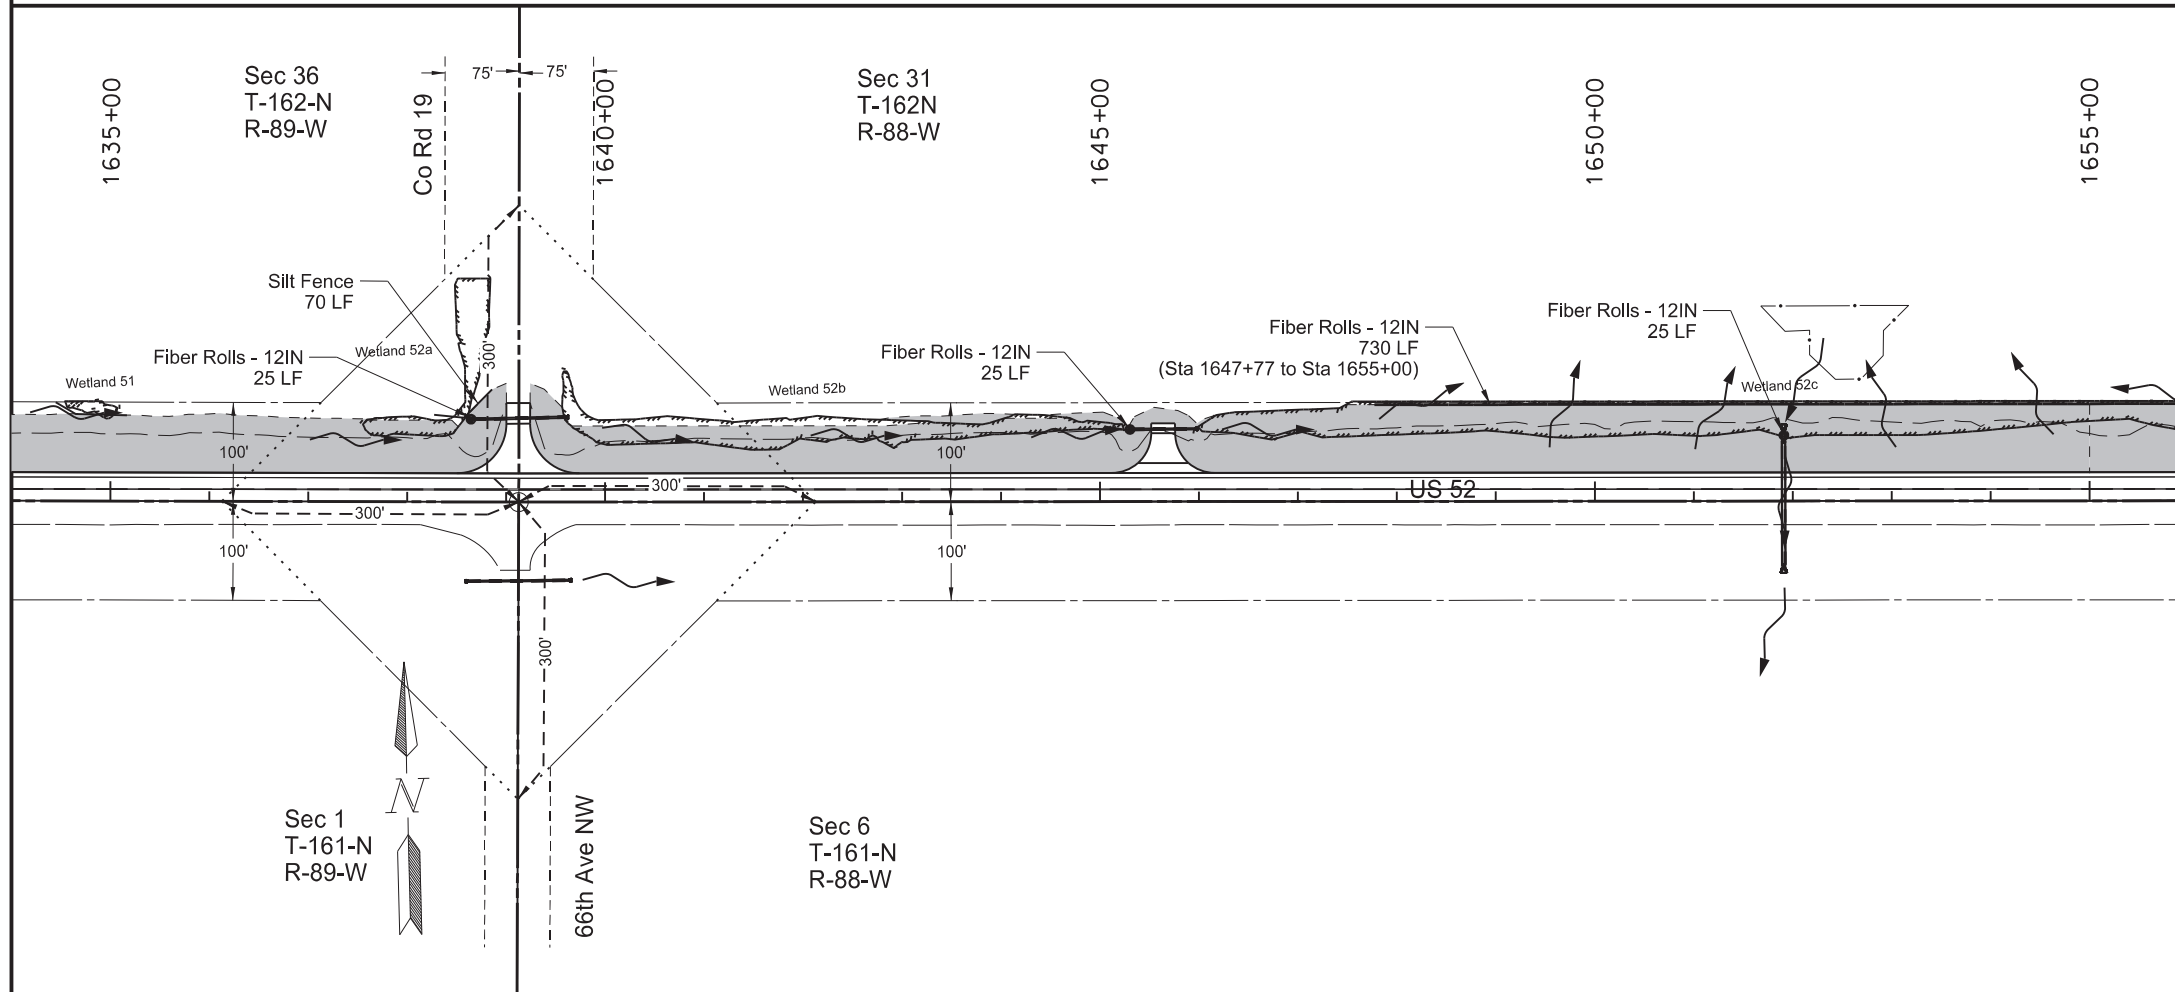 1635+00
Sec 36
T-162-N
R-89-W
Co Rd 19
75'
75'
1640+00
Sec 31
T-162N
R-88-W
1645+00
1650+00
1655+00
Silt Fence
70 LF
Fiber Rolls - 12IN
25 LF
Wetland 51
Wetland 52a
300'
Wetland 52b
Fiber Rolls - 12IN
25 LF
Fiber Rolls - 12IN
730 LF
(Sta 1647+77 to Sta 1655+00)
Fiber Rolls - 12IN
25 LF
Wetland 52c
100'
100'
300'
300'
US 52
100'
100'
300'
N
Sec 1
T-161-N
R-89-W
66th Ave NW
Sec 6
T-161-N
R-88-W